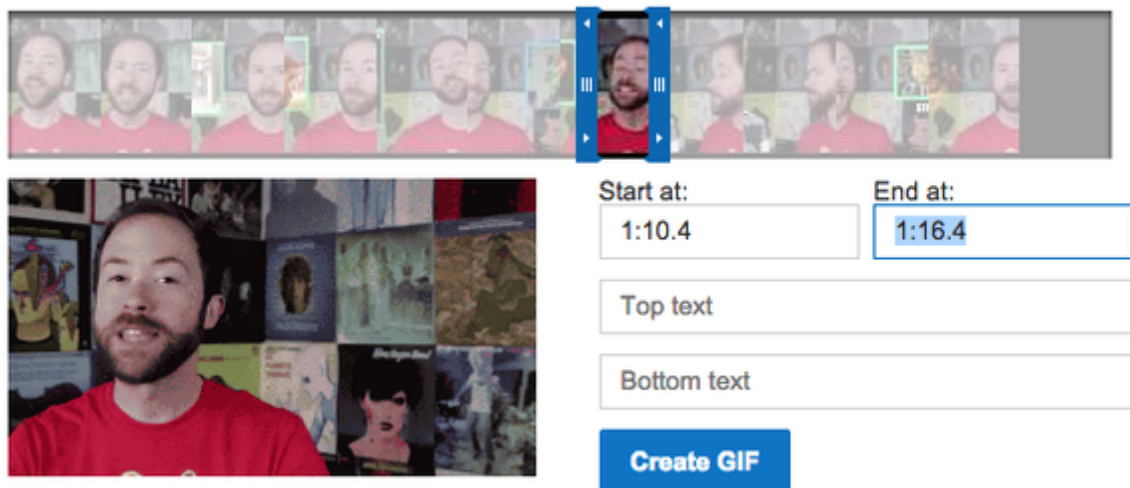 Start at:
End at:
1:10.4
1:16.4
Top text
Bottom text
Create GIF